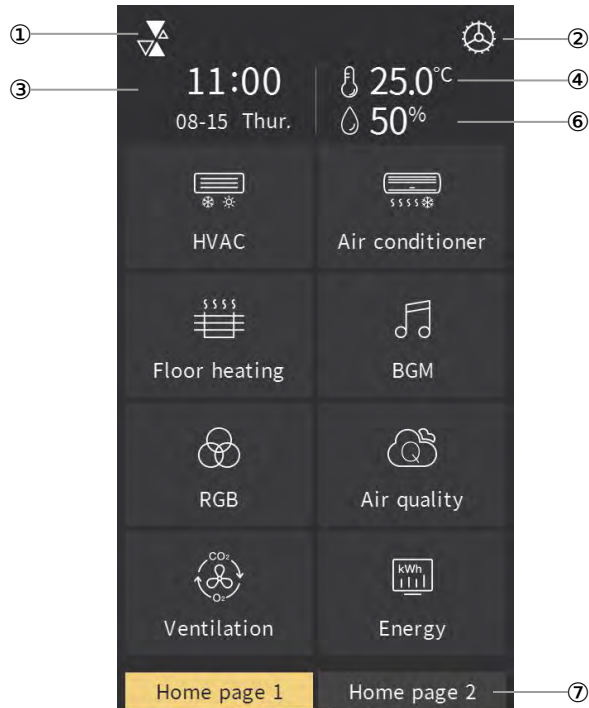 ① ②
③ 11:00 25.0°C ④
08-15 Thur. 50% ⑥
HVAC Air conditioner
Floor heating BGM
Q
RGB Air quality
CO₂ kWh
O₂
Ventilation Energy
Home page 1 Home page 2 ⑦